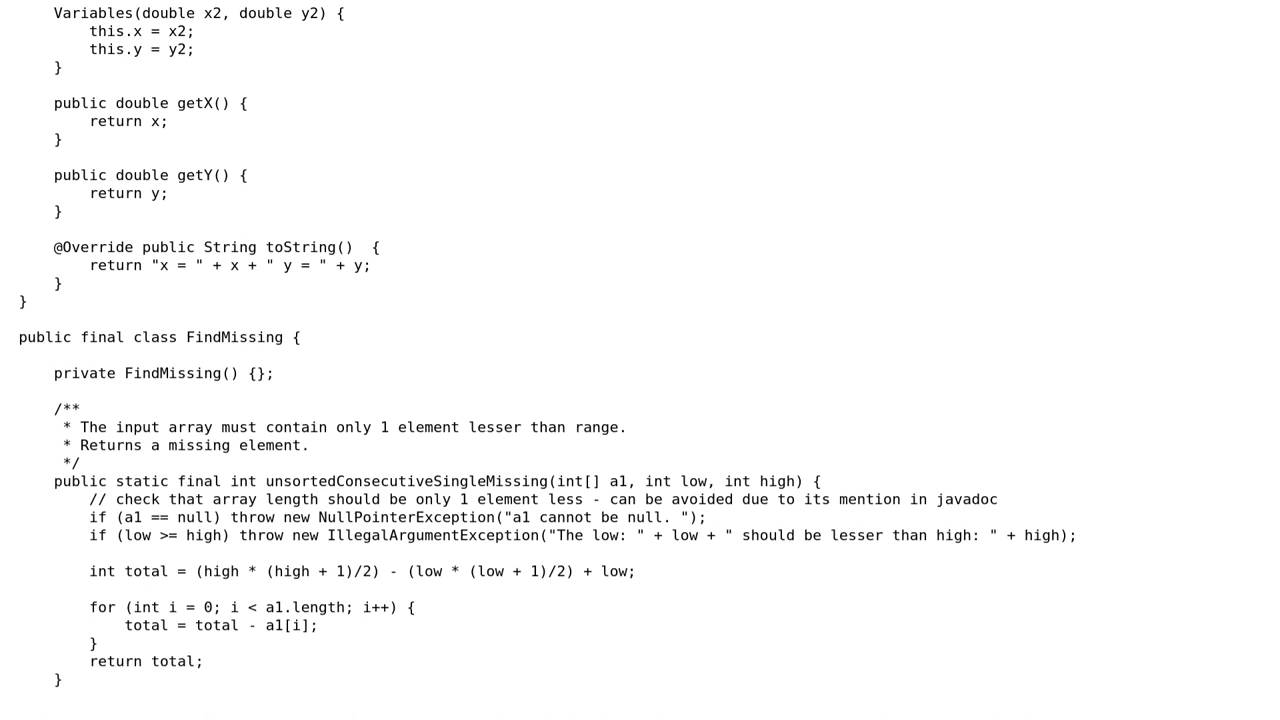 Variables(double x2, double y2) {
        this.x = x2;
        this.y = y2;
    }

    public double getX() {
        return x;
    }

    public double getY() {
        return y;
    }

    @Override public String toString()  {
        return "x = " + x + " y = " + y;
    }
}

public final class FindMissing {

    private FindMissing() {};

    /**
     * The input array must contain only 1 element lesser than range.
     * Returns a missing element.
     */
    public static final int unsortedConsecutiveSingleMissing(int[] a1, int low, int high) {
        // check that array length should be only 1 element less - can be avoided due to its mention in javadoc
        if (a1 == null) throw new NullPointerException("a1 cannot be null. ");
        if (low >= high) throw new IllegalArgumentException("The low: " + low + " should be lesser than high: " + high);

        int total = (high * (high + 1)/2) - (low * (low + 1)/2) + low;

        for (int i = 0; i < a1.length; i++) {
            total = total - a1[i];
        }
        return total;
    }